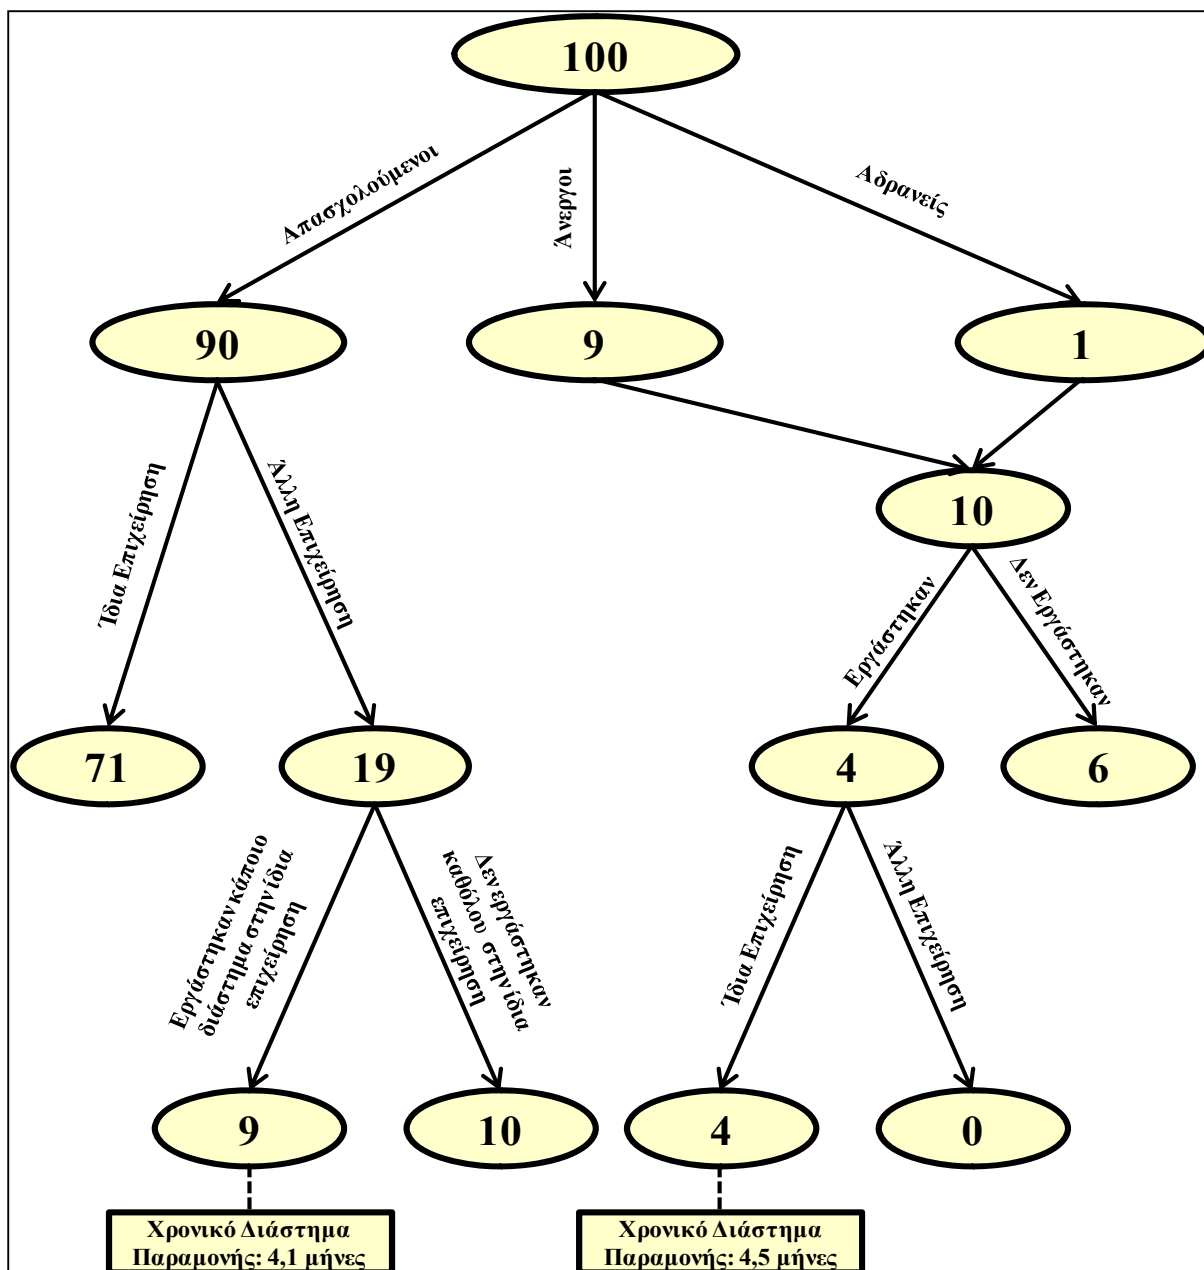 100
Απασχολούμενοι
Άνεργοι
Αδρανείς
90
9
1
10
Ίδια Επιχείρηση
Άλλη Επιχείρηση
Εργάστηκαν
Δεν Εργάστηκαν
71
19
4
6
Εργάστηκαν κάποιο
διάστημα στην ίδια
επιχείρηση
Δεν εργάστηκαν
καθόλου στην ίδια
επιχείρηση
Ίδια Επιχείρηση
Άλλη Επιχείρηση
9
10
4
0
Χρονικό Διάστημα
Παραμονής: 4,1 μήνες
Χρονικό Διάστημα
Παραμονής: 4,5 μήνες